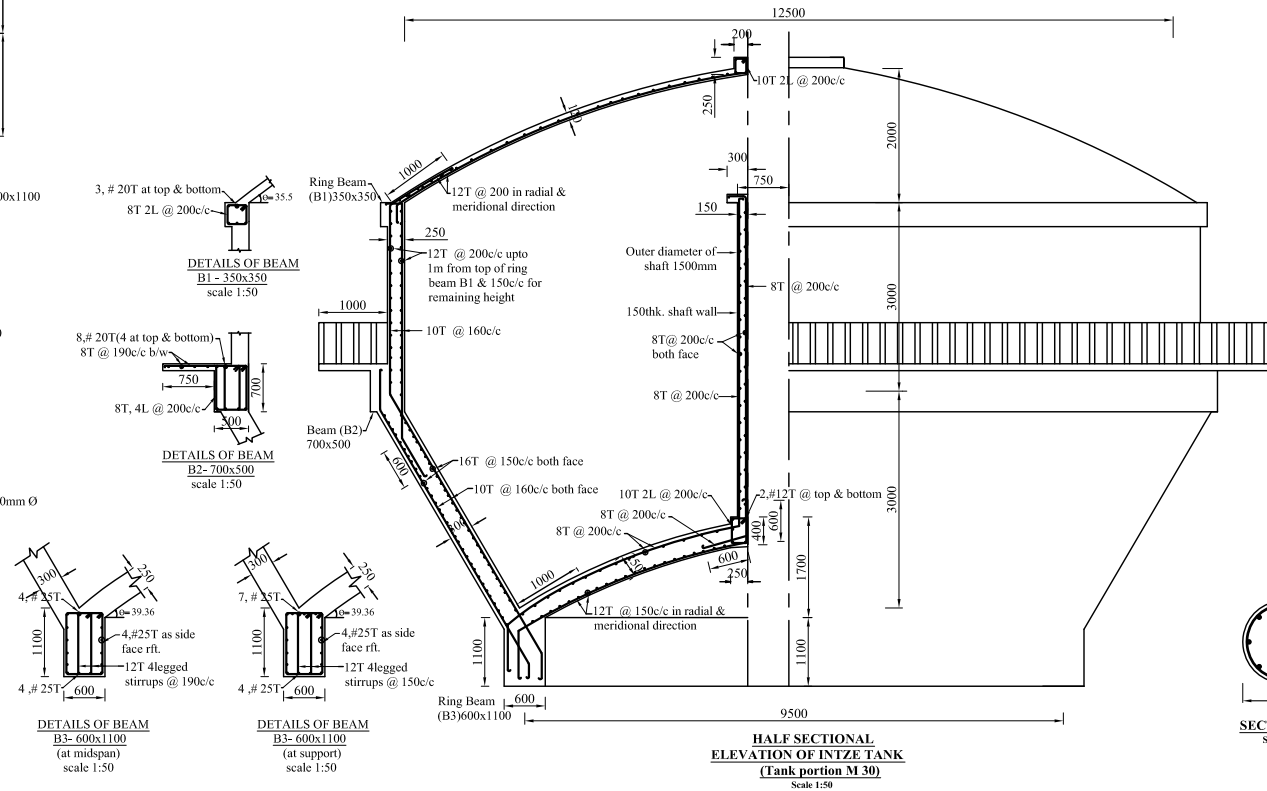 12500
200
10T 2L @ 200c/c
250
150
2000
1000
300
750
00x1100
3, # 20T at top & bottom
8T 2L @ 200c/c
θ=35.5
Ring Beam
(B1)350x350
12T @ 200 in radial &
meridional direction
150
250
DETAILS OF BEAM
B1 - 350x350
scale 1:50
12T @ 200c/c upto
1m from top of ring
beam B1 & 150c/c for
remaining height
Outer diameter of
shaft 1500mm
8T @ 200c/c
3000
1000
10T @ 160c/c
150thk. shaft wall
8T@ 200c/c
both face
8,# 20T(4 at top & bottom)
8T @ 190c/c b/w
750
700
8T, 4L @ 200c/c
500
8T @ 200c/c
Beam (B2)
700x500
DETAILS OF BEAM
B2- 700x500
scale 1:50
600
16T @ 150c/c both face
10T @ 160c/c both face
10T 2L @ 200c/c
2,#12T @ top & bottom
8T @ 200c/c
8T @ 200c/c
400
600
3000
0mm Ø
300
250
4,# 25T
θ=39.36
1100
4,#25T as side
face rft.
12T 4legged
stirrups @ 190c/c
4 ,# 25T
600
300
250
7,# 25T
θ=39.36
1100
4,#25T as side
face rft.
12T 4legged
stirrups @ 150c/c
4 ,# 25T
600
1000
600
250
1700
12T @ 150c/c in radial &
meridional direction
1100
1100
Ring Beam
(B3)600x1100
600
9500
DETAILS OF BEAM
B3- 600x1100
(at midspan)
scale 1:50
DETAILS OF BEAM
B3- 600x1100
(at support)
scale 1:50
HALF SECTIONAL
ELEVATION OF INTZE TANK
(Tank portion M 30)
Scale 1:50
SEC